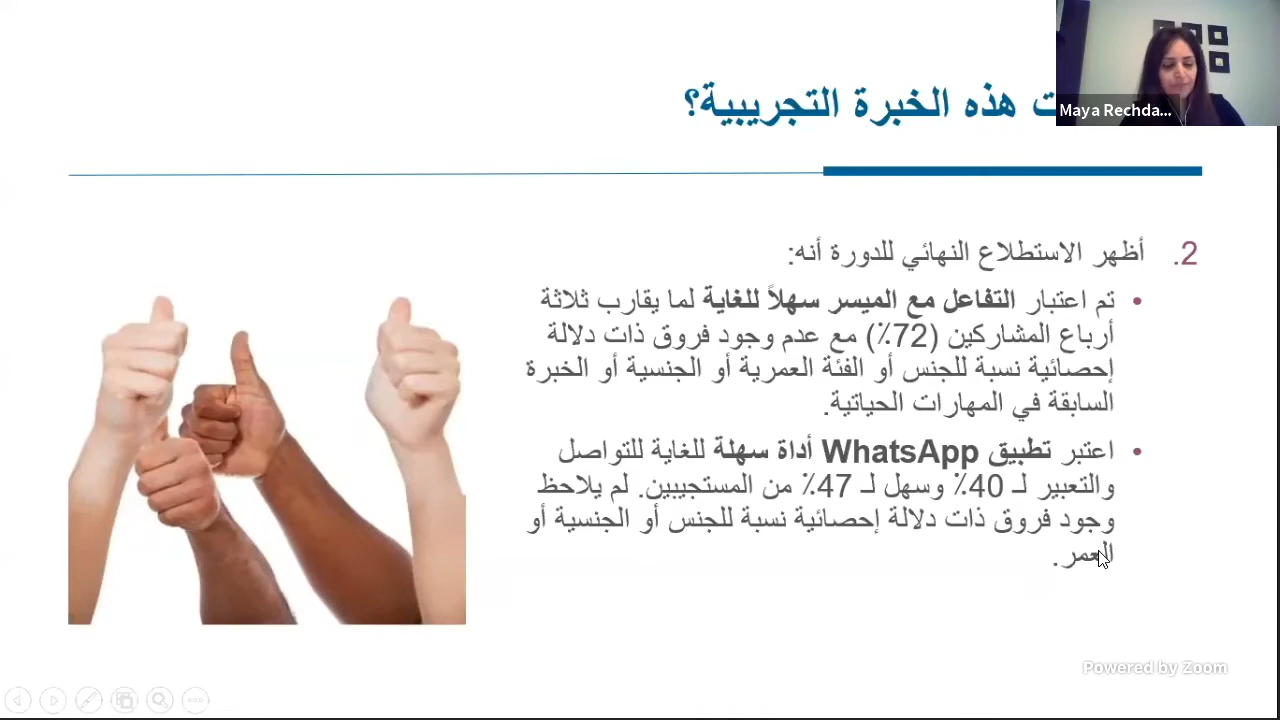 ت هذه الخبرة التجريبية؟
Maya Rechda...
2. أظهر الاستطلاع النهائي للدورة أنه:
• تم اعتبار التفاعل مع الميسر سهلاً للغاية لما يقارب ثلاثة
أرباع المشاركين (72٪) مع عدم وجود فروق ذات دلالة
إحصائية نسبة للجنس أو الفئة العمرية أو الجنسية أو الخبرة
السابقة في المهارات الحياتية.
• اعتبر تطبيق WhatsApp أداة سهلة للغاية للتواصل
والتعبير لـ 40٪ وسهل لـ 47٪ من المستجيبين. لم يلاحظ
وجود فروق ذات دلالة إحصائية نسبة للجنس أو الجنسية أو
العمر.
Powered by Zoom